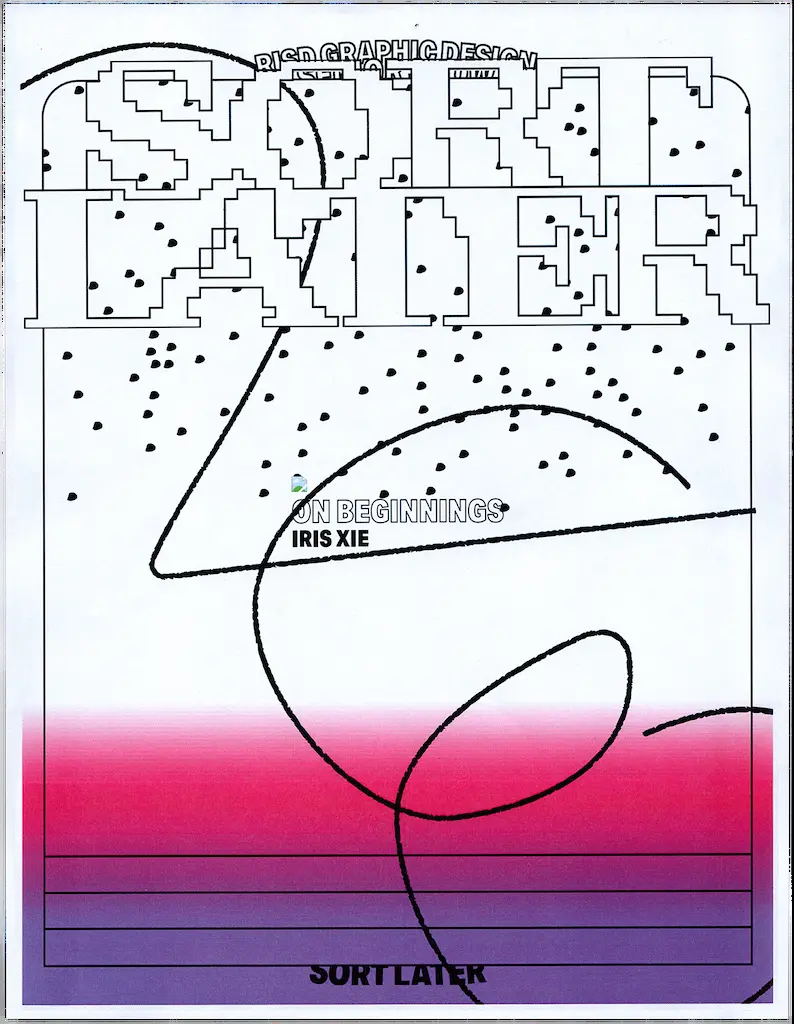 RISD GRAPHIC DESIGN
SORT
LATER
ON BEGINNINGS
IRIS XIE
SORT LATER